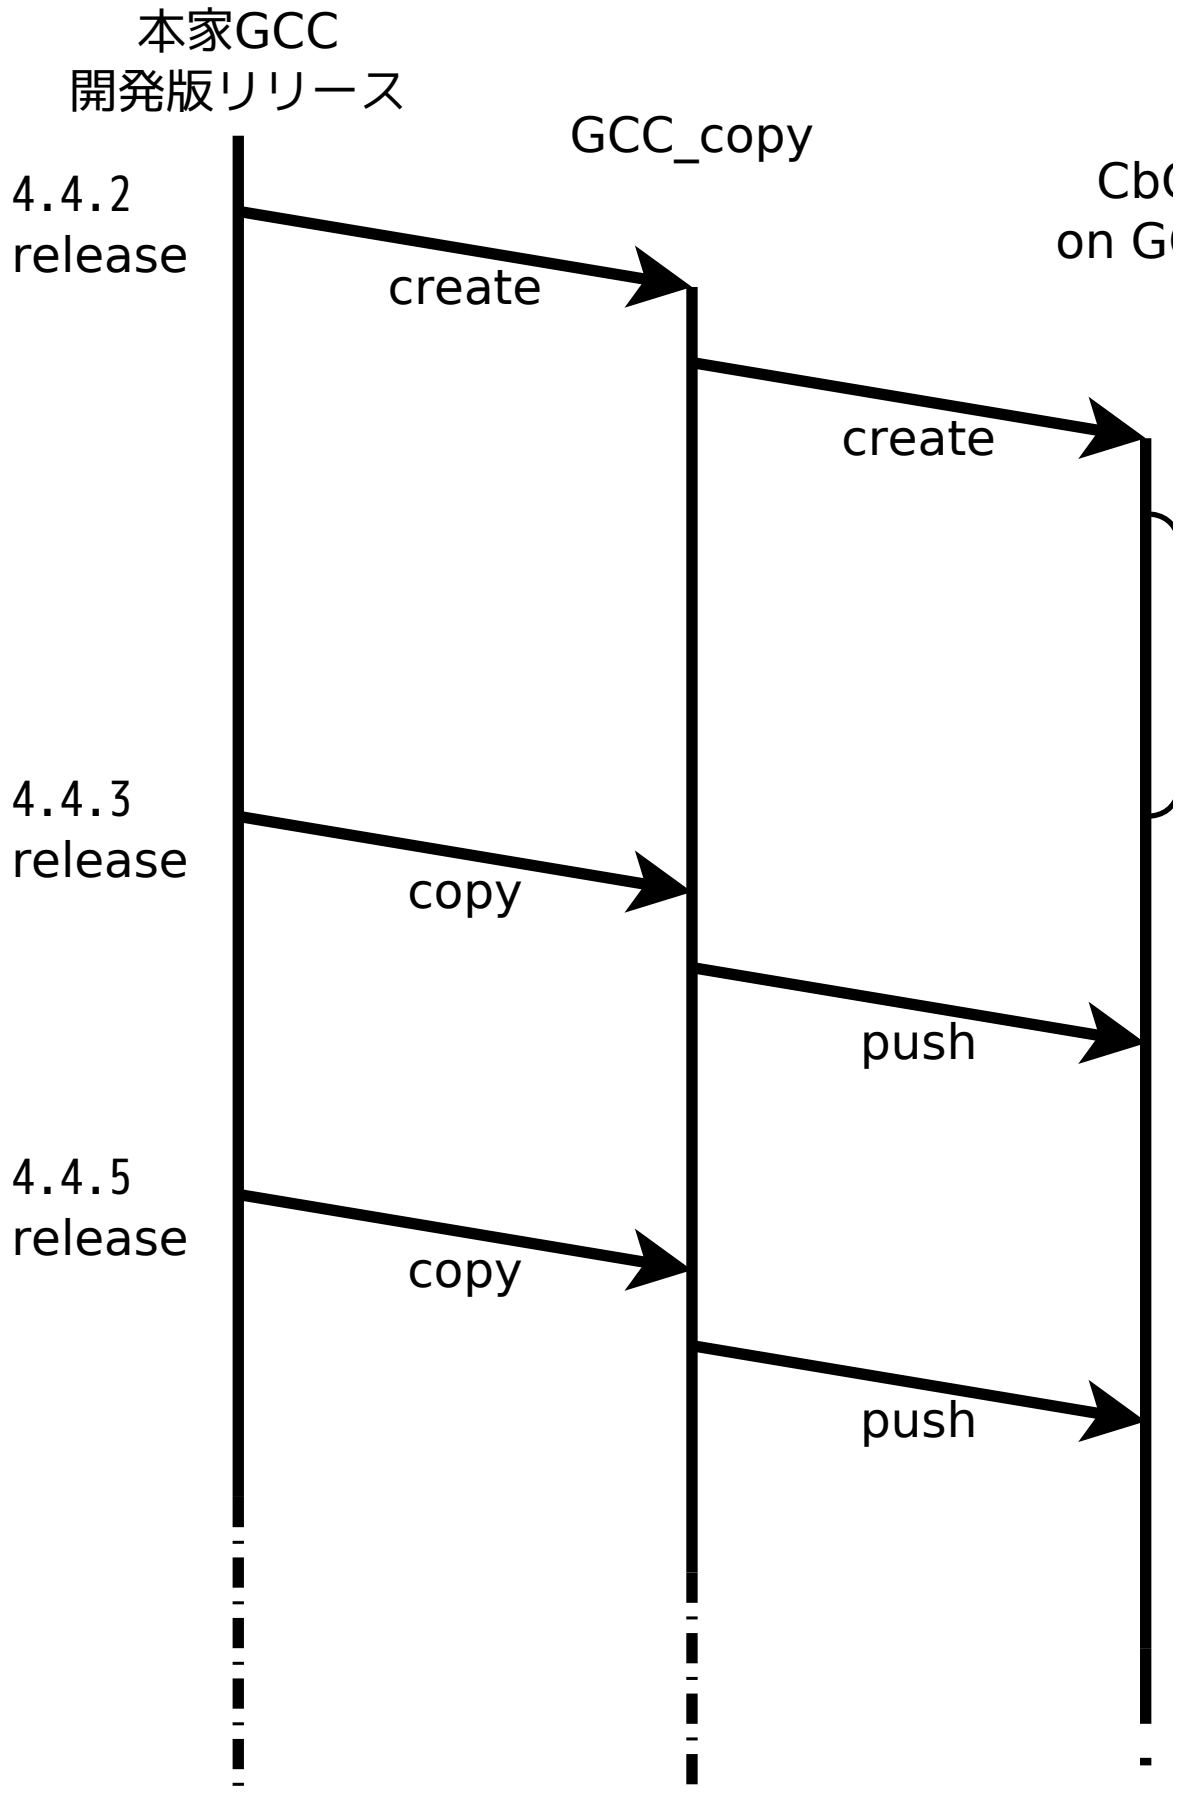 本家GCC
開発版リリース
GCC_copy
4.4.2
release
create
on
create
4.4.3
release
copy
push
4.4.5
release
copy
push